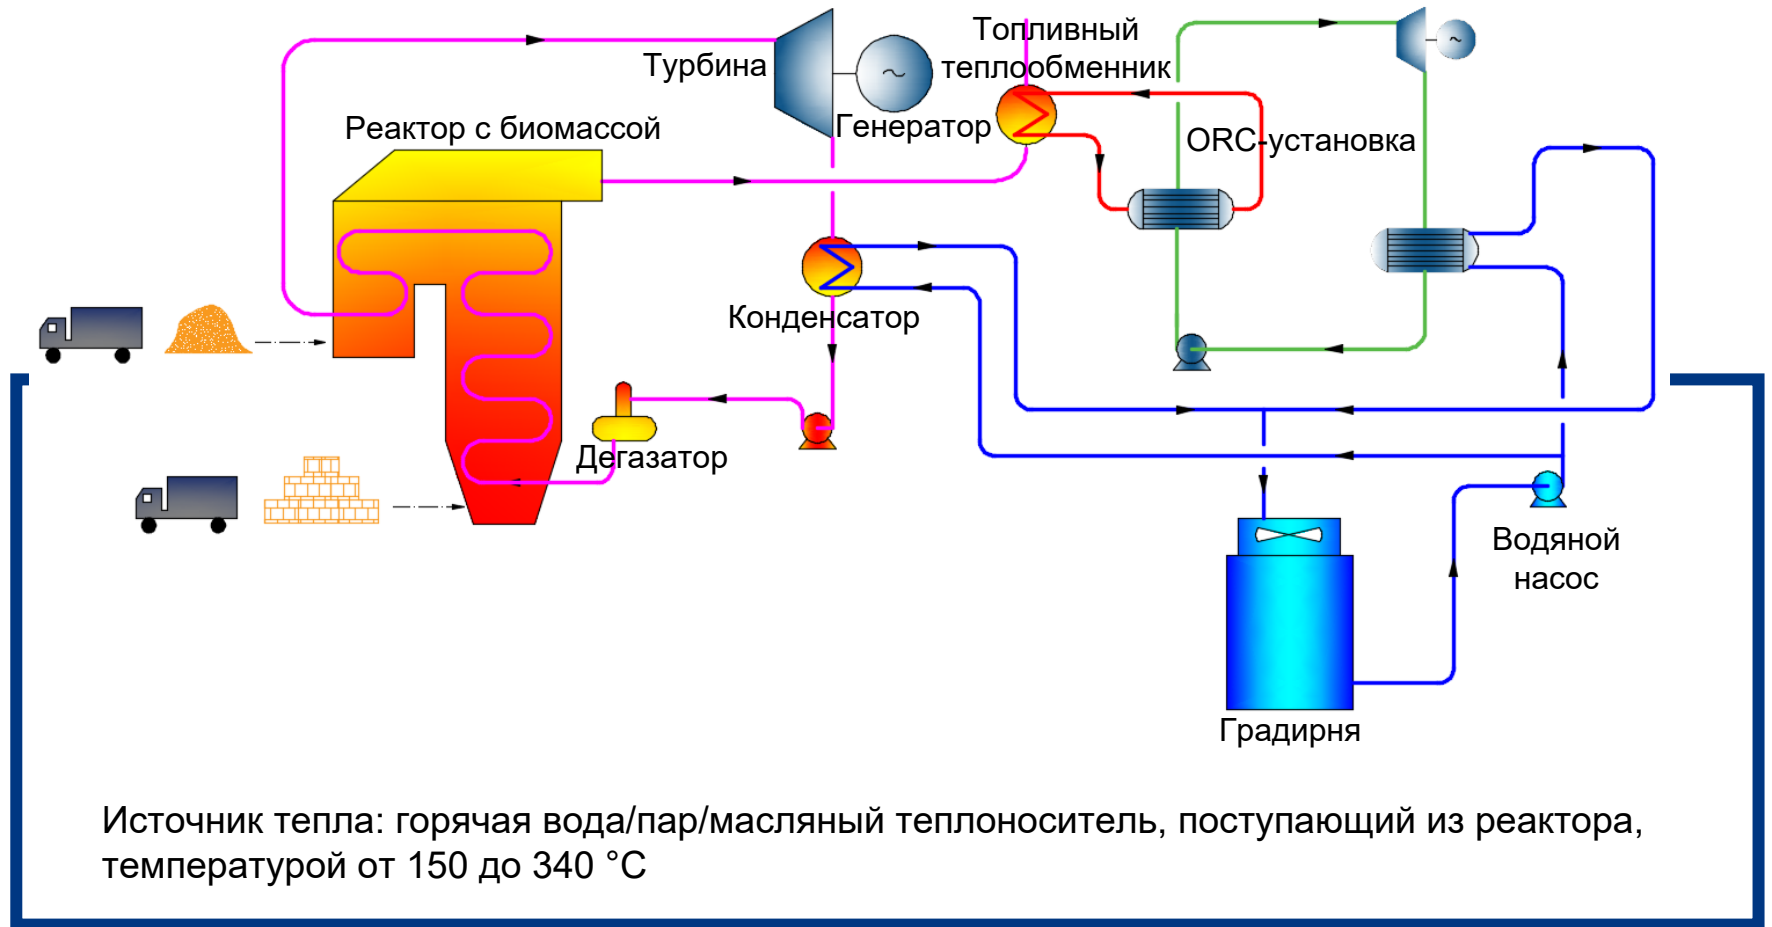 Топливный
теплообменник
Турбина
Генератор
Реактор с биомассой
ORC-установка
Конденсатор
Дегазатор
Водяной
насос
Градирня
Источник тепла: горячая вода/пар/масляный теплоноситель, поступающий из реактора,
температурой от 150 до 340 °C